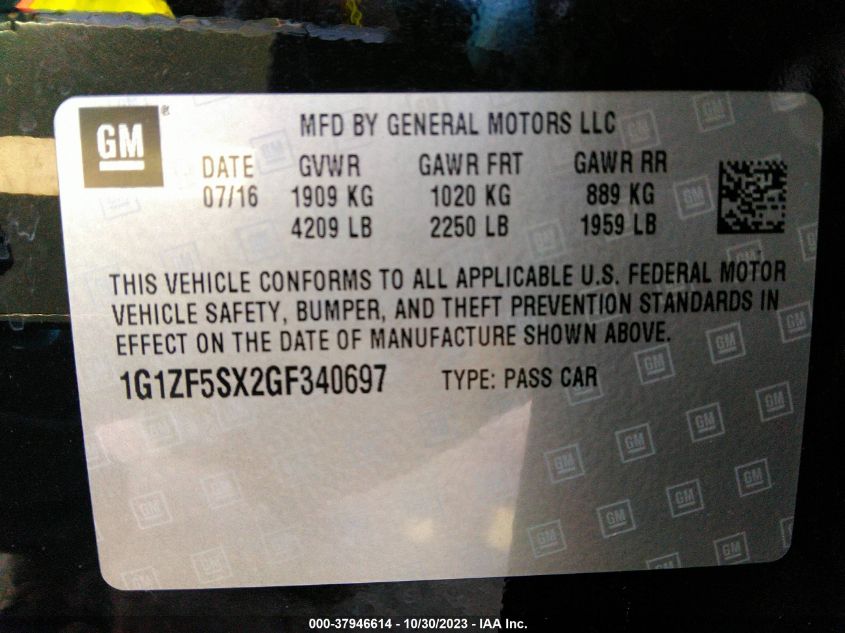 GM ® MFD BY GENERAL MOTORS LLC
DATE GVWR GAWR FRT GAWR RR
07/16 1909 KG 1020 KG 889 KG
4209 LB 2250 LB 1959 LB
THIS VEHICLE CONFORMS TO ALL APPLICABLE U.S. FEDERAL MOTOR
VEHICLE SAFETY, BUMPER, AND THEFT PREVENTION STANDARDS IN
EFFECT ON THE DATE OF MANUFACTURE SHOWN ABOVE.
1G1ZF5SX2GF340697 TYPE: PASS CAR
000-37946614 - 10/30/2023 - IAA Inc.